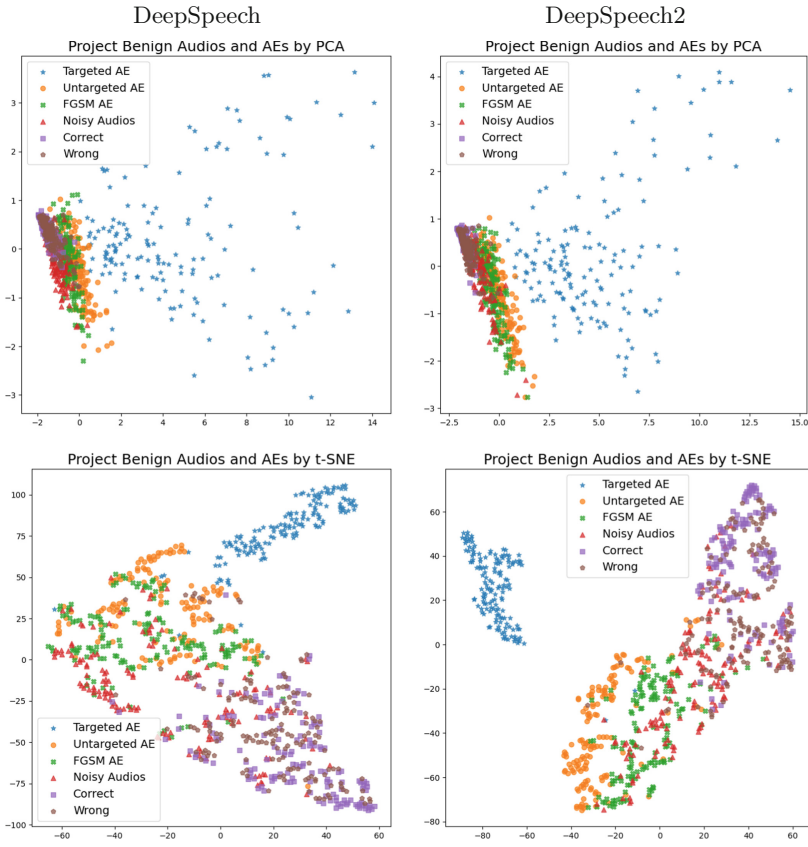 DeepSpeech DeepSpeech2
Project Benign Audios and AEs by PCA
Targeted AE
Untargeted AE
FGSM AE
Noisy Audios
Correct
Wrong
3
2
1
0
−1
−2
−3
−2 0 2 4 6 8 10 12 14
Project Benign Audios and AEs by PCA
Targeted AE
Untargeted AE
FGSM AE
Noisy Audios
Correct
Wrong
4
3
2
1
0
−1
−2
−3
−2.5 0.0 2.5 5.0 7.5 10.0 12.5 15.0
Project Benign Audios and AEs by t-SNE
100
75
50
25
0
−25
−50
−75
−100
Targeted AE
Untargeted AE
FGSM AE
Noisy Audios
Correct
Wrong
−60 −40 −20 0 20 40 60
Project Benign Audios and AEs by t-SNE
Targeted AE
Untargeted AE
FGSM AE
Noisy Audios
Correct
Wrong
60
40
20
0
−20
−40
−60
−80
−80 −60 −40 −20 0 20 40 60